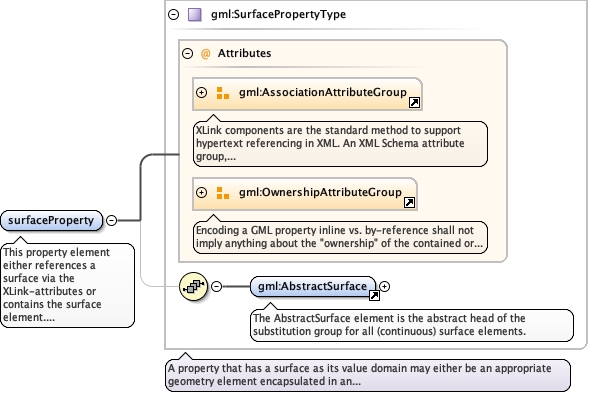 gml:SurfacePropertyType
@ Attributes
gml:AssociationAttributeGroup
XLink components are the standard method to support
hypertext referencing in XML. An XML Schema attribute
group,...
gml:OwnershipAttributeGroup
Encoding a GML property inline vs. by-reference shall not
imply anything about the "ownership" of the contained or...
surfaceProperty
This property element
either references a
surface via the
XLink-attributes or
contains the surface
element....
gml:AbstractSurface
The AbstractSurface element is the abstract head of the
substitution group for all (continuous) surface elements.
A property that has a surface as its value domain may either be an appropriate
geometry element encapsulated in an...